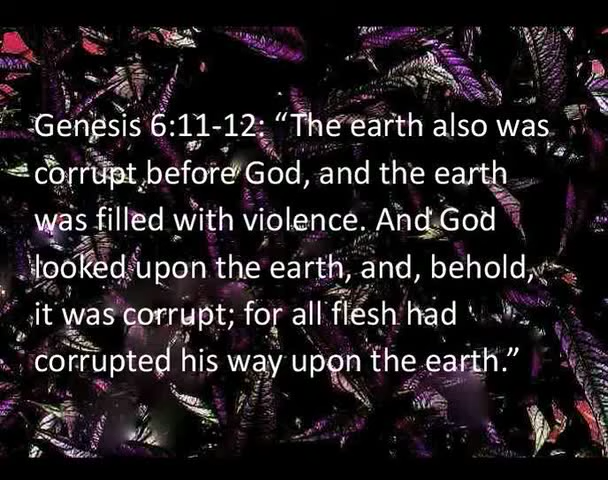 Genesis 6:11-12: “The earth also was
corrupt before God, and the earth
was filled with violence. And God
looked upon the earth, and, behold,
it was corrupt; for all flesh had
corrupted his way upon the earth.”